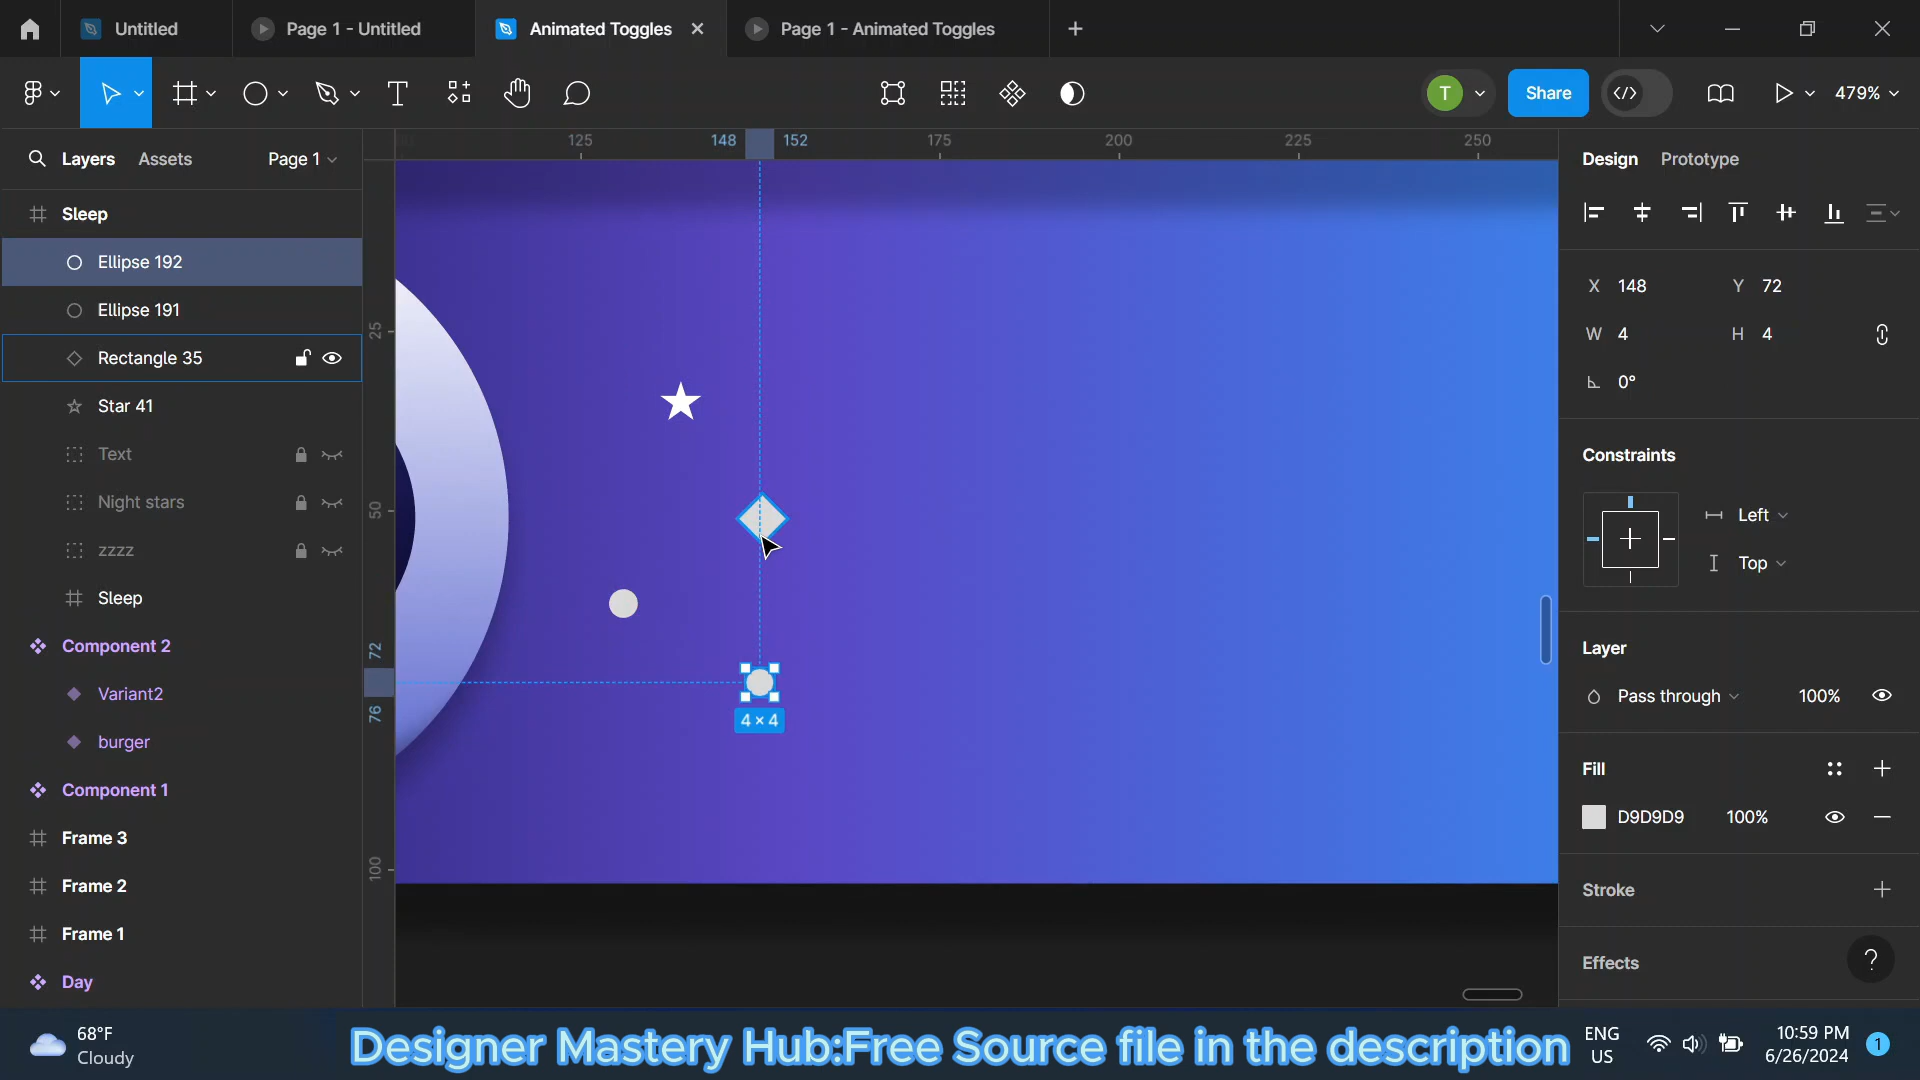 Untitled
Page 1 - Untitled
Animated Toggles
Page 1 - Animated Toggles
T
Share
479%
Layers
Assets
Page 1
Sleep
Ellipse 192
Ellipse 191
Rectangle 35
Star 41
Text
Night stars
zzzz
Sleep
Component 2
Variant2
burger
Component 1
Frame 3
Frame 2
Frame 1
Day
125
148
152
175
200
225
250
25
50
72
76
100
4 × 4
Design
Prototype
X 148
Y 72
W 4
H 4
0°
Constraints
Left
Top
Layer
Pass through
100%
Fill
D9D9D9
100%
Stroke
Effects
?
68°F
Cloudy
Designer Mastery Hub:Free Source file in the description
ENG
US
10:59 PM
6/26/2024
1